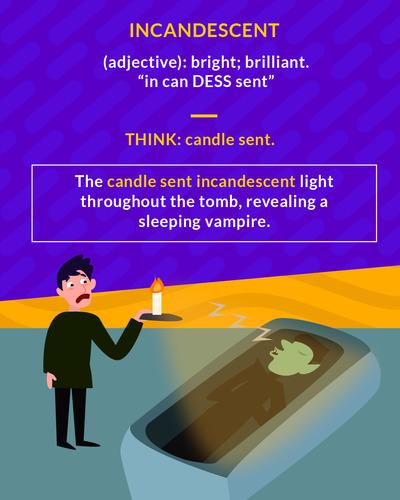 INCANDESCENT
(adjective): bright; brilliant.
“in can DESS sent”
THINK: candle sent.
The candle sent incandescent light
throughout the tomb, revealing a
sleeping vampire.